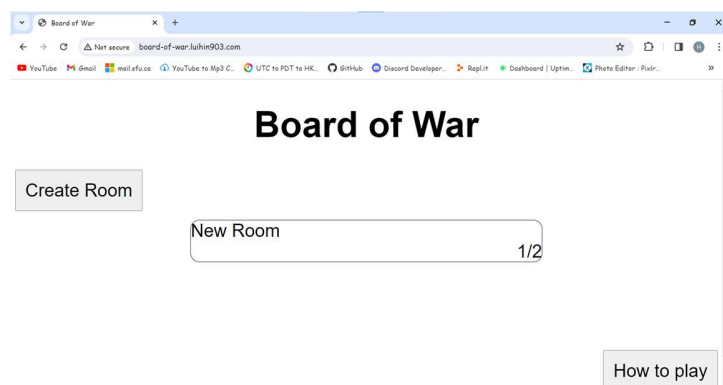 Board of War
Not secure board-of-war.luihin903.com
YouTube Gmail mail.sfu.ca YouTube to Mp3 C... UTC to PDT to HK... GitHub Discord Developer... Repl.it Dashboard | Uptim... Photo Editor : Pixlr...
Board of War
Create Room
New Room
1/2
How to play